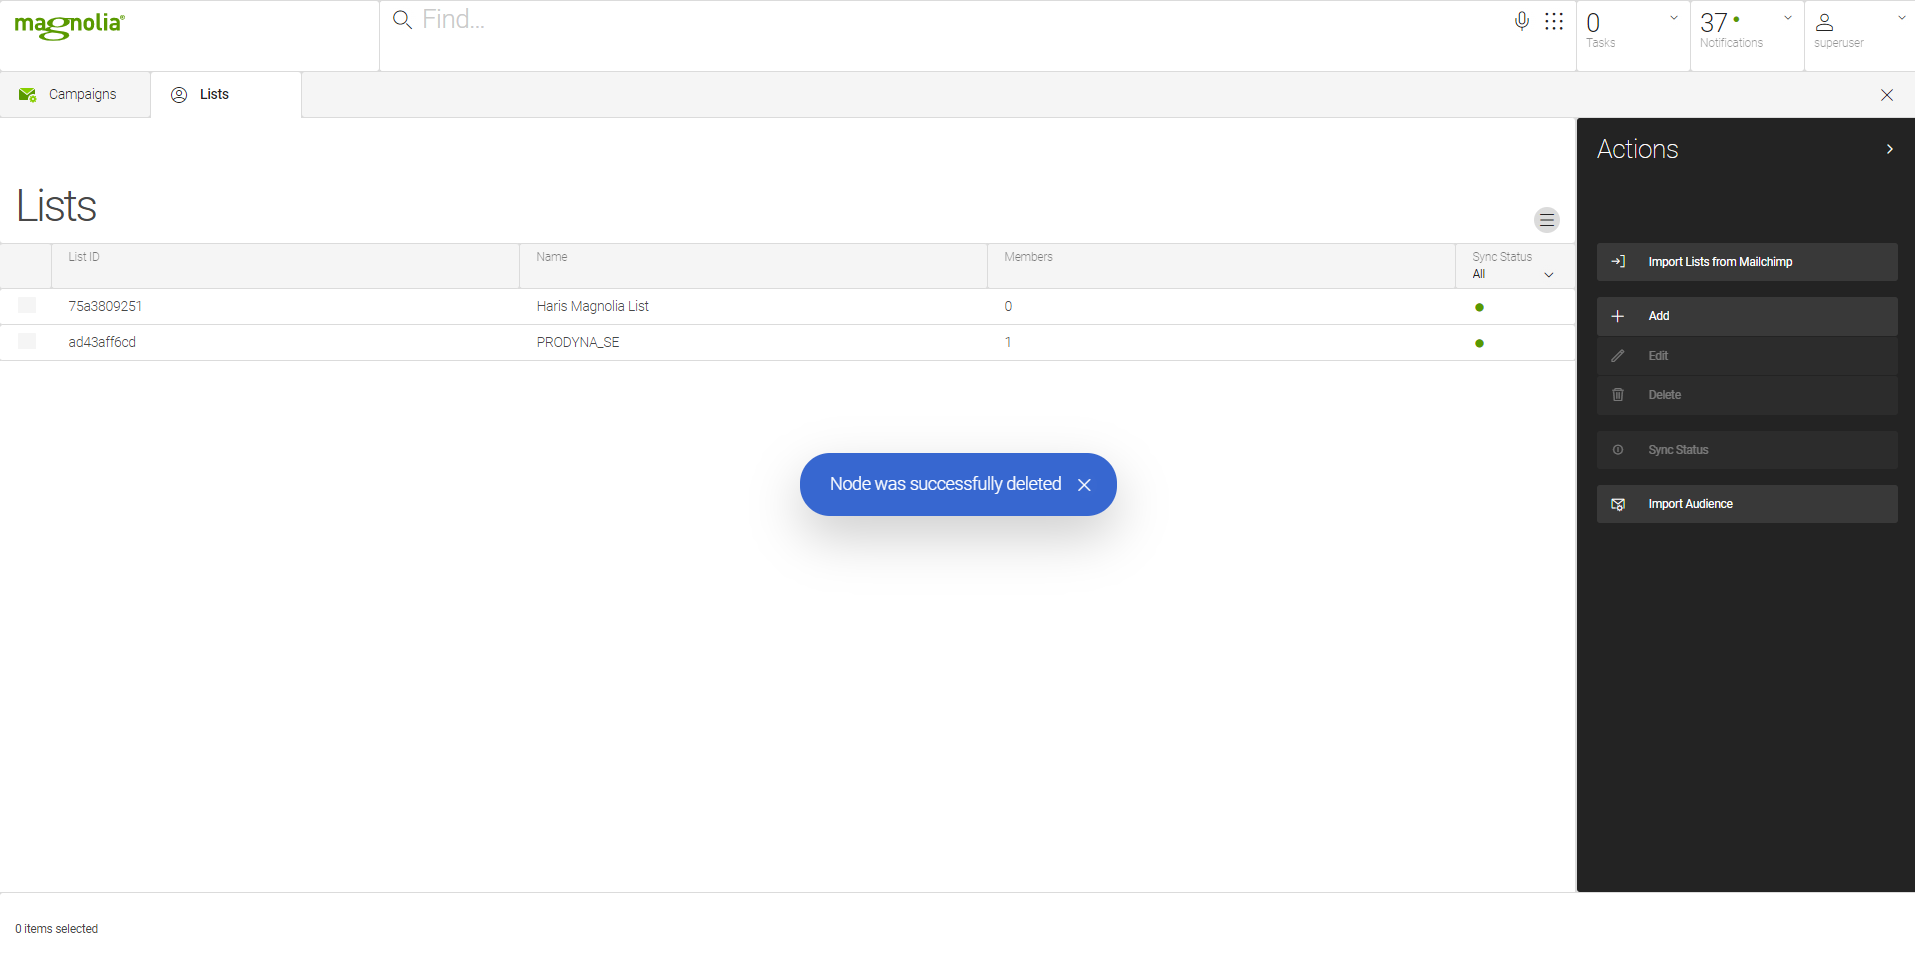 magnolia®
Find...
0
Tasks
37
Notifications
superuser
Campaigns
Lists
Actions
Lists
List ID
Name
Members
Sync Status
All
75a3809251
Haris Magnolia List
0
ad43aff6cd
PRODYNA_SE
1
Import Lists from Mailchimp
Add
Edit
Delete
Sync Status
Import Audience
Node was successfully deleted
0 items selected